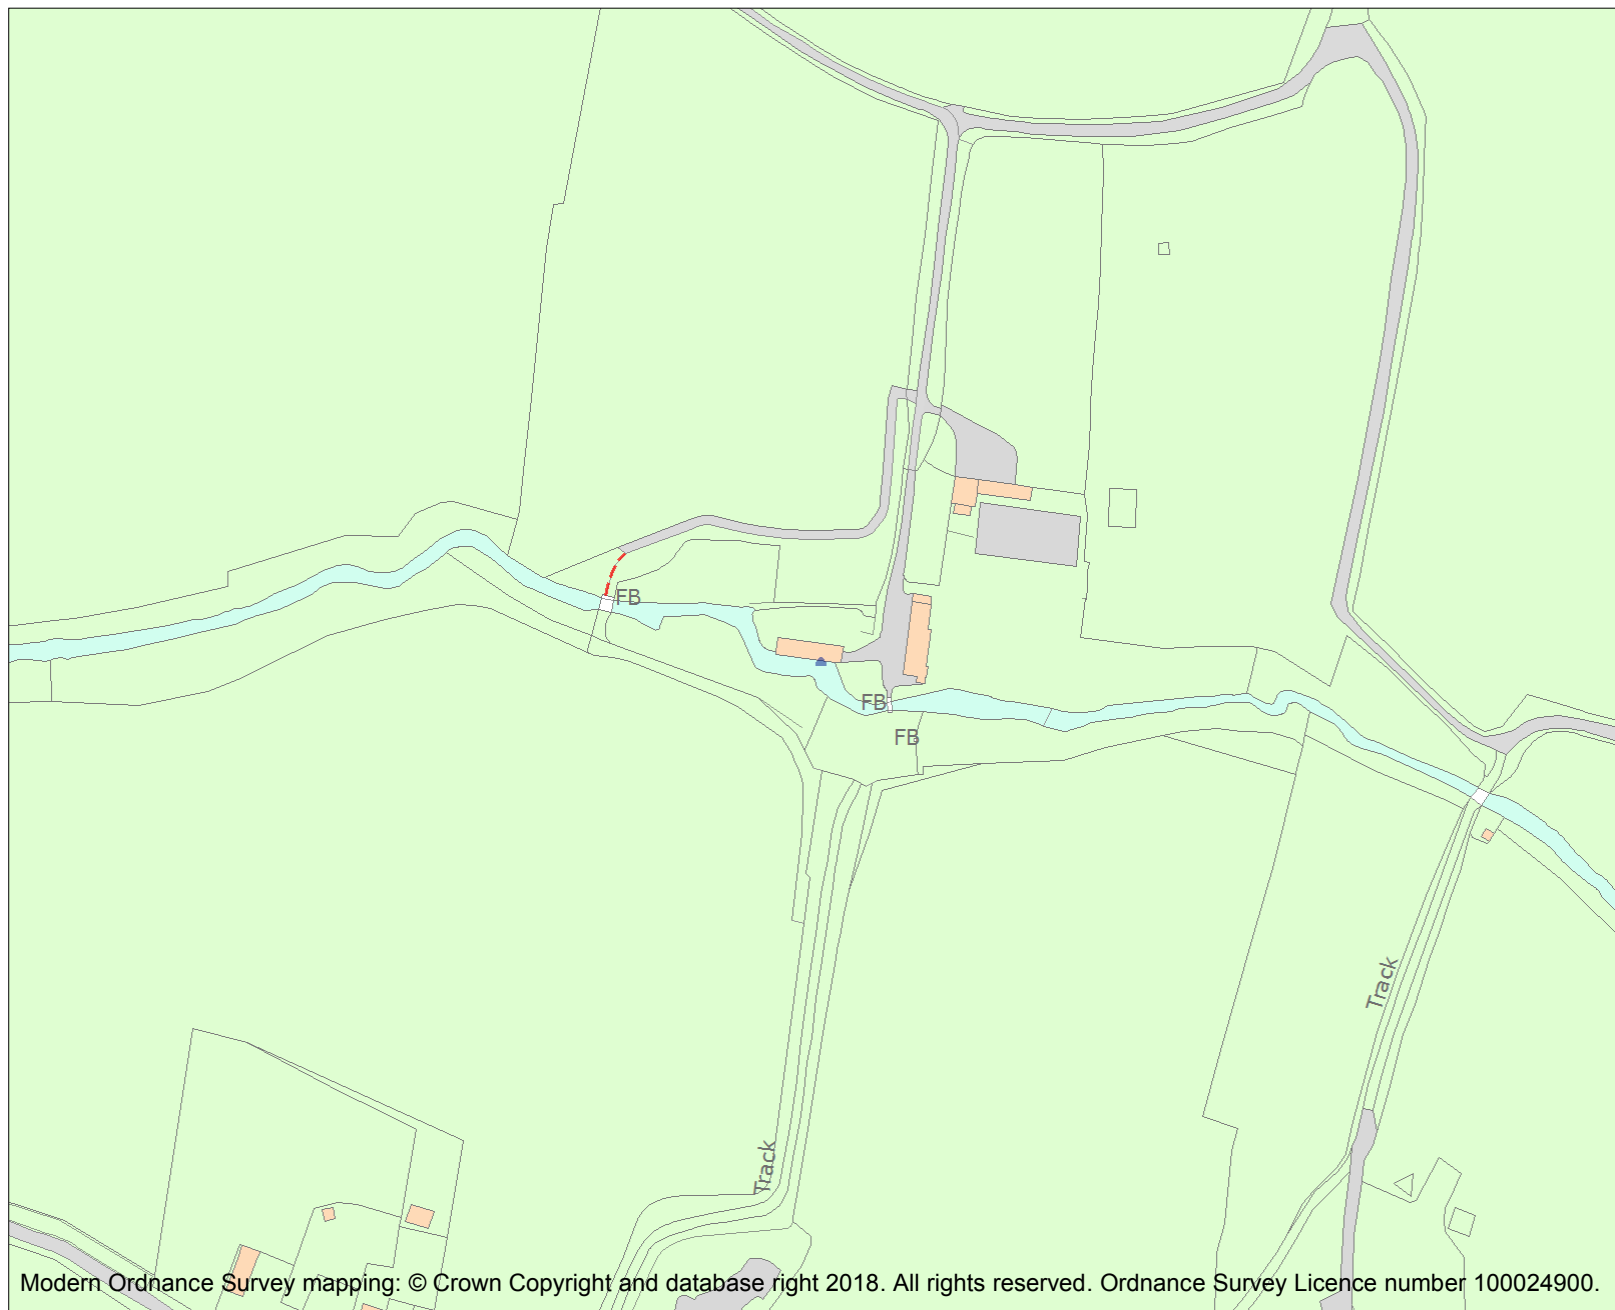 FB
FB
FB
Track
Track
Modern Ordnance Survey mapping: © Crown Copyright and database right 2018. All rights reserved. Ordnance Survey Licence number 100024900.